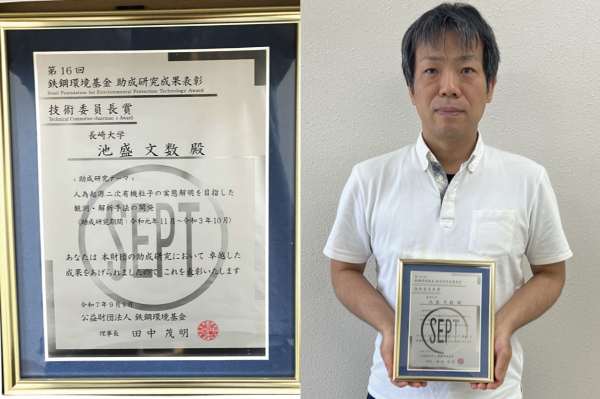 第16回
鉄鋼環境基金 助成研究成果表彰
Steel Foundation for Environmental Protection Technology Award
技術委員長賞
Technical Committee chairman's Award
長崎大学
池盛 文数 殿
<助成研究テーマ>
人為起源二次有機粒子の実態解明を目指した
観測・解析手法の開発
(助成研究期間:令和元年11月~令和3年10月)
SEPT
あなたは 本財団の助成研究において 卓越した
成果をあげられましたので これを表彰いたします
令和7年9月1日
公益財団法人 鉄鋼環境基金
理事長 田中 茂明
SEPT